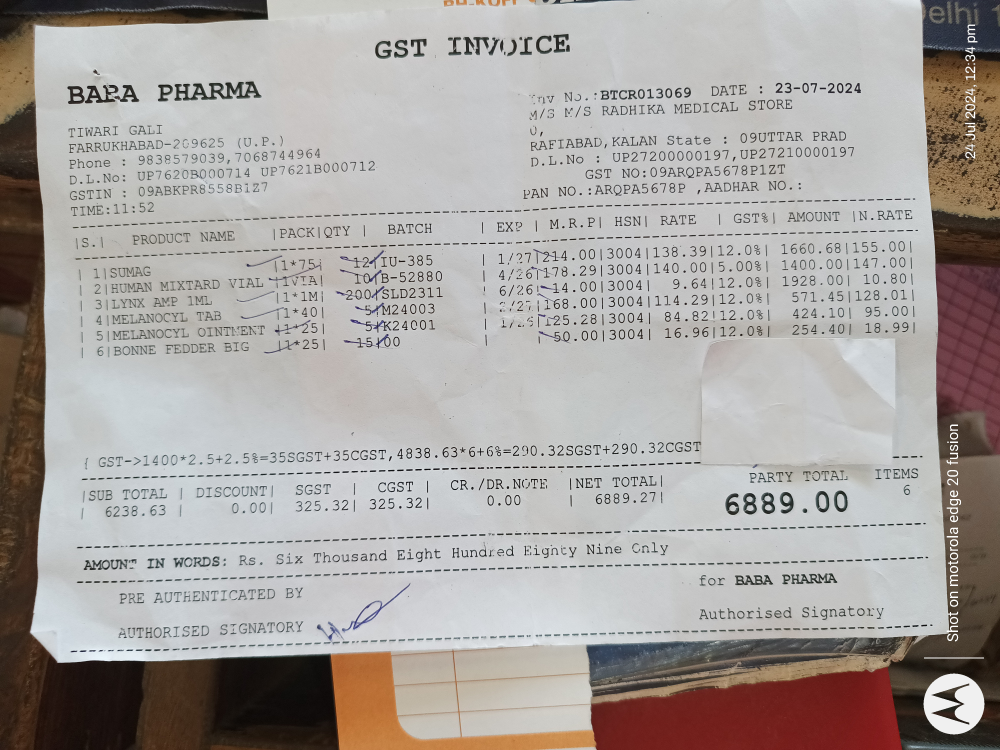 GST INVOICE
BABA PHARMA
TIWARI GALI
FARRUKHABAD-209625 (U.P.)
Phone : 9838579039,7068744964
D.L.No: UP7620B000714 UP7621B000712
GSTIN : 09ABKPR8558B1Z7
TIME:11:52
Inv No.:BTCR013069 DATE : 23-07-2024
M/S M/S RADHIKA MEDICAL STORE
0,
RAFIABAD,KALAN State : 09UTTAR PRAD
D.L.No : UP27200000197,UP27210000197
GST NO:09ARQPA5678P1ZT
PAN NO.:ARQPA5678P ,AADHAR NO.:
|S.| PRODUCT NAME |PACK|QTY | BATCH | EXP | M.R.P| HSN| RATE | GST%| AMOUNT |N.RATE
| 1|SUMAG |1*75| 12|IU-385 | 1/27|214.00|3004|138.39|12.0%| 1660.68|155.00|
| 2|HUMAN MIXTARD VIAL |1VIA| 10|B-52880 | 4/26|178.29|3004|140.00|5.00%| 1400.00|147.00|
| 3|LYNX AMP 1ML |1*1M| 200|SLD2311 | 6/26| 14.00|3004| 9.64|12.0%| 1928.00| 10.80|
| 4|MELANOCYL TAB |1*40| 5|M24003 | 2/27|168.00|3004|114.29|12.0%| 571.45|128.01|
| 5|MELANOCYL OINTMENT |1*25| 5|K24001 | 125.28|3004| 84.82|12.0%| 424.10| 95.00|
| 6|BONNE FEDDER BIG |1*25| 15|00 | | 50.00|3004| 16.96|12.0%| 254.40| 18.99|
GST->1400*2.5+2.5%=35SGST+35CGST,4838.63*6+6%=290.32SGST+290.32CGST
|SUB TOTAL | DISCOUNT| SGST | CGST | CR./DR.NOTE |NET TOTAL| PARTY TOTAL ITEMS
| 6238.63 | 0.00| 325.32| 325.32| 0.00 | 6889.27| 6889.00 6
AMOUNT IN WORDS: Rs. Six Thousand Eight Hundred Eighty Nine Only
PRE AUTHENTICATED BY
AUTHORISED SIGNATORY
for BABA PHARMA
Authorised Signatory
Delhi
24 Jul 2024, 12:34 pm
Shot on motorola edge 20 fusion